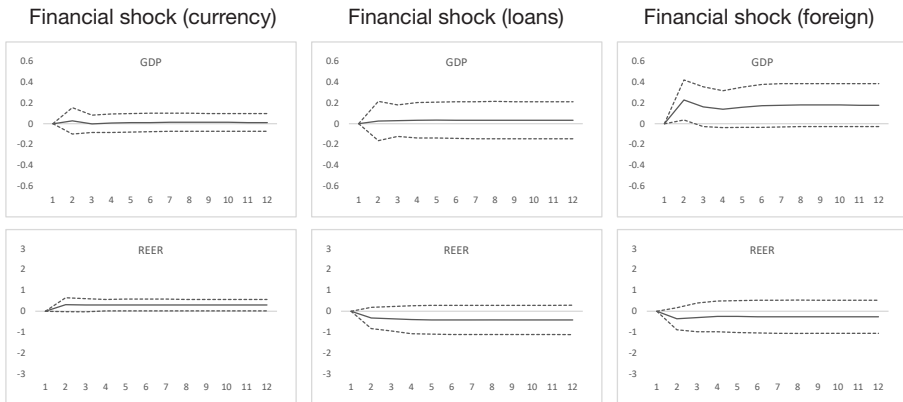 Financial shock (currency) Financial shock (loans) Financial shock (foreign)
GDP GDP GDP
0.6 0.6 0.6
0.4 0.4 0.4
0.2 0.2 0.2
0 0 0
-0.2 -0.2 -0.2
-0.4 -0.4 -0.4
-0.6 -0.6 -0.6
1 2 3 4 5 6 7 8 9 10 11 12 1 2 3 4 5 6 7 8 9 10 11 12 1 2 3 4 5 6 7 8 9 10 11 12
REER REER REER
3 3 3
2 2 2
1 1 1
0 0 0
-1 -1 -1
-2 -2 -2
-3 -3 -3
1 2 3 4 5 6 7 8 9 10 11 12 1 2 3 4 5 6 7 8 9 10 11 12 1 2 3 4 5 6 7 8 9 10 11 12